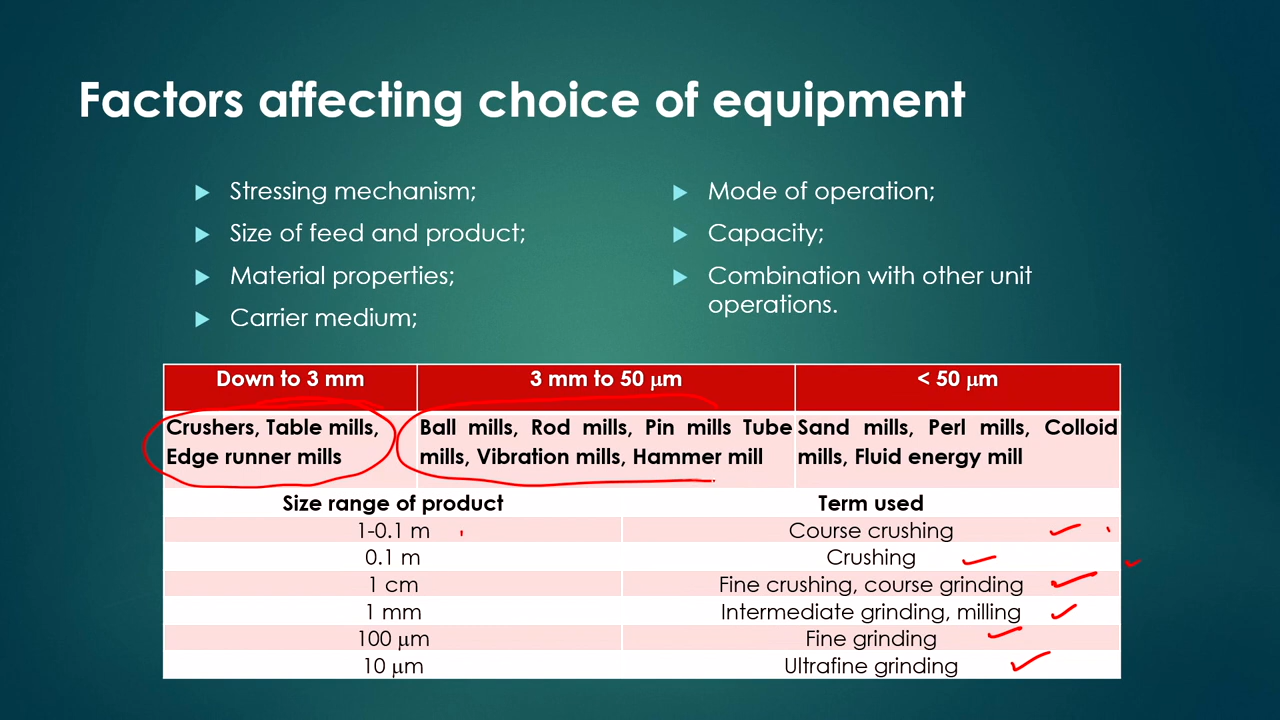 Factors affecting choice of equipment
Stressing mechanism;
Size of feed and product;
Material properties;
Carrier medium;
Mode of operation;
Capacity;
Combination with other unit
operations.
Down to 3 mm 3 mm to 50 μm < 50 μm
Crushers, Table mills, Ball mills, Rod mills, Pin mills Tube Sand mills, Perl mills, Colloid
Edge runner mills mills, Vibration mills, Hammer mill mills, Fluid energy mill
Size range of product Term used
1-0.1 m Course crushing
0.1 m Crushing
1 cm Fine crushing, course grinding
1 mm Intermediate grinding, milling
100 μm Fine grinding
10 μm Ultrafine grinding